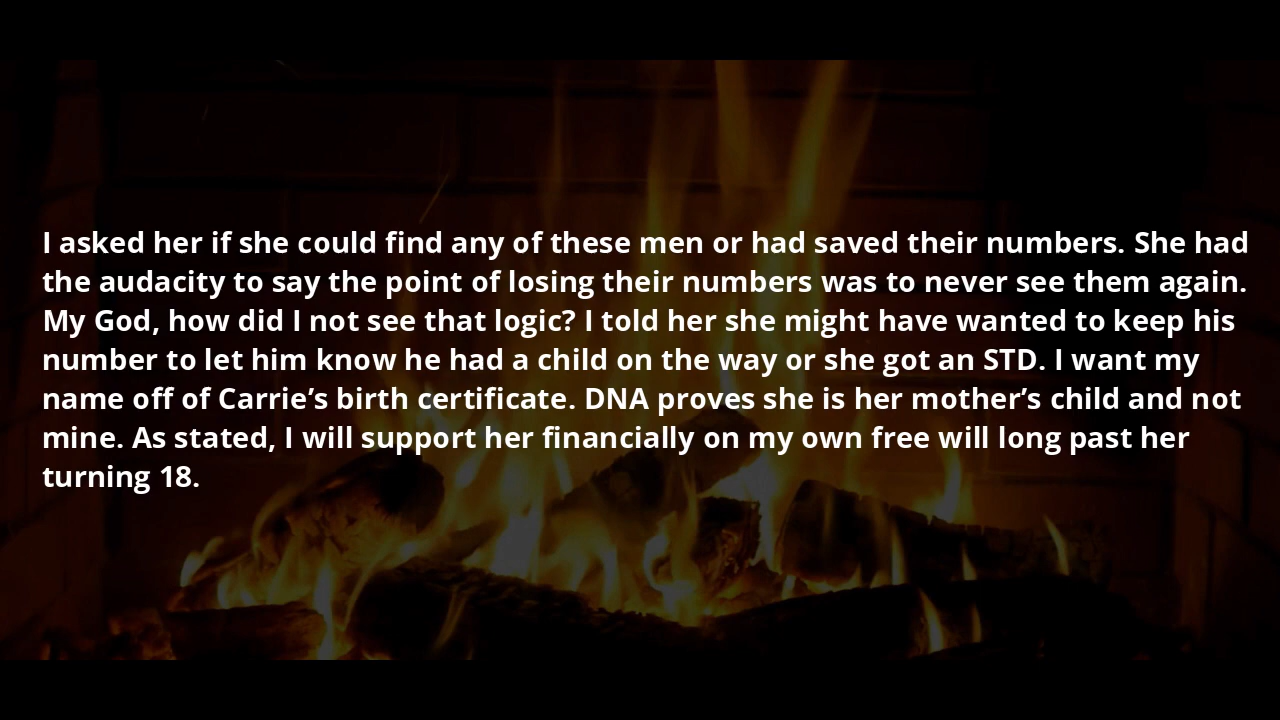 I asked her if she could find any of these men or had saved their numbers. She had
the audacity to say the point of losing their numbers was to never see them again.
My God, how did I not see that logic? I told her she might have wanted to keep his
number to let him know he had a child on the way or she got an STD. I want my
name off of Carrie’s birth certificate. DNA proves she is her mother’s child and not
mine. As stated, I will support her financially on my own free will long past her
turning 18.